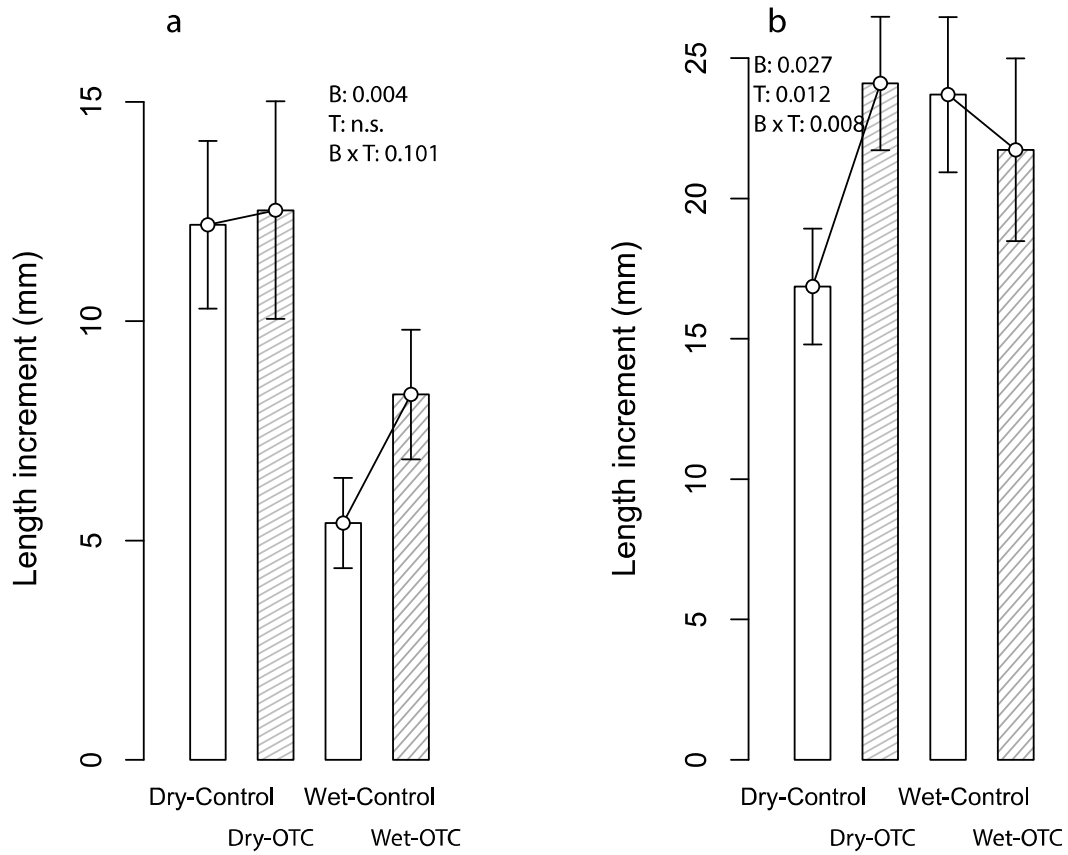 a
B: 0.004
T: n.s.
B x T: 0.101
Length increment (mm)
15
10
5
0
Dry-Control
Wet-Control
Dry-OTC
Wet-OTC
b
B: 0.027
T: 0.012
B x T: 0.008
Length increment (mm)
25
20
15
10
5
0
Dry-Control
Wet-Control
Dry-OTC
Wet-OTC